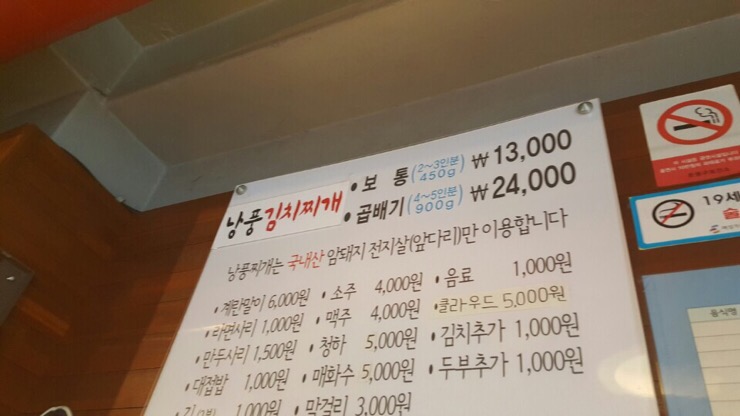 낭풍 김치찌개
• 보 통 (2~3인분 450g) ₩ 13,000
• 곱배기 (4~5인분 900g) ₩ 24,000
낭풍찌개는 국내산 암돼지 전지살(앞다리)만 이용합니다
• 계란말이 6,000원 • 소주 4,000원 • 음료 1,000원
• 라면사리 1,000원 • 맥주 4,000원 • 클라우드 5,000원
• 만두사리 1,500원 • 청하 5,000원 • 김치추가 1,000원
• 대접밥 1,000원 • 매화수 5,000원 • 두부추가 1,000원
1,000원 • 막걸리 3,000원
19세
술
음식명